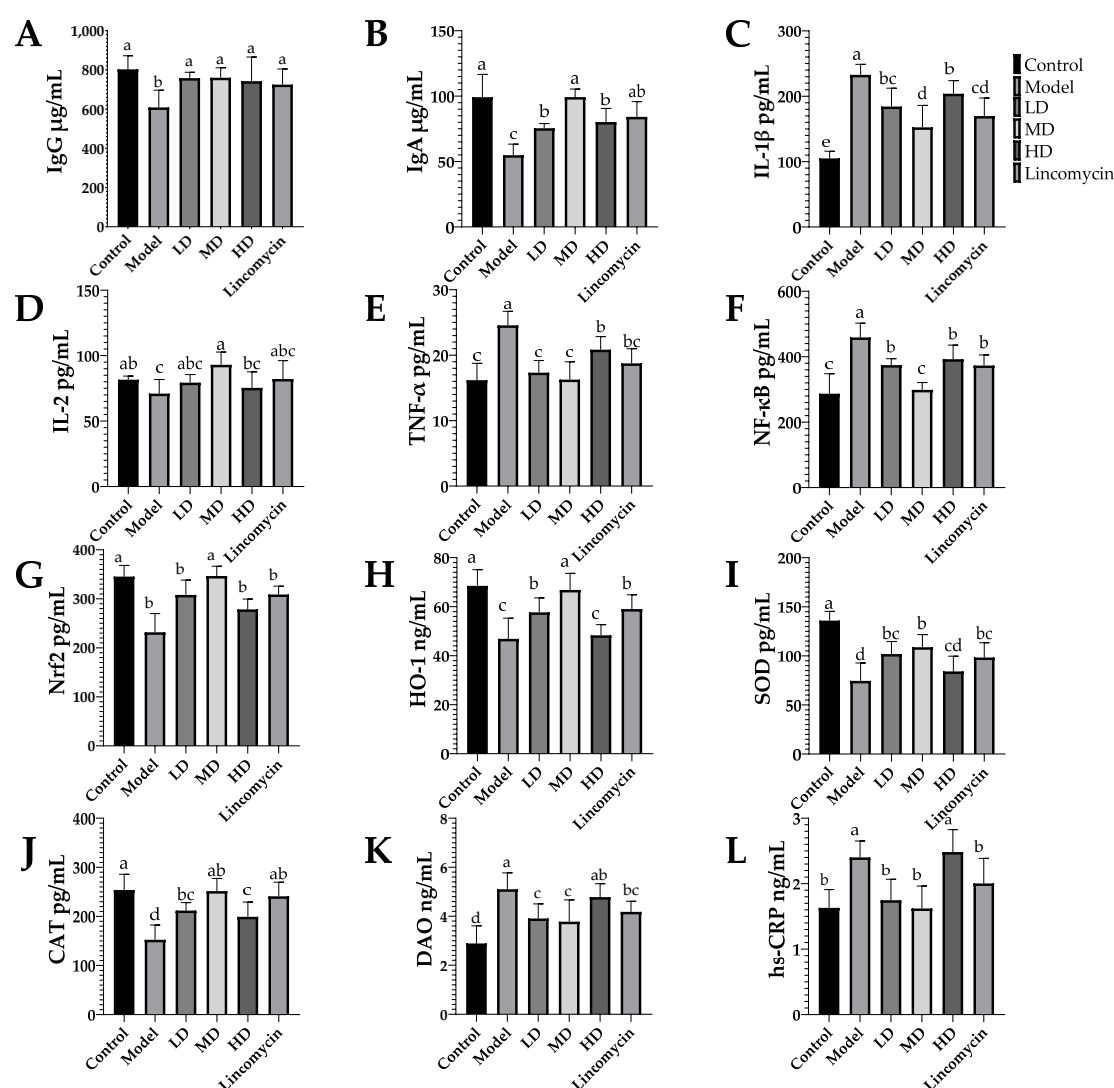 A
IgG μg/mL
1,000
800
600
400
200
0
a
b
a
a
a
a
Control
Model
LD
MD
HD
Lincomycin
B
IgA μg/mL
150
100
50
0
a
c
b
a
b
ab
Control
Model
LD
MD
HD
Lincomycin
C
IL-1β pg/mL
300
200
100
0
e
a
bc
d
b
cd
Control
Model
LD
MD
HD
Lincomycin
Control
Model
LD
MD
HD
Lincomycin
D
IL-2 pg/mL
150
100
50
0
ab
c
abc
a
bc
abc
Control
Model
LD
MD
HD
Lincomycin
E
TNF-α pg/mL
30
20
10
0
c
a
c
c
b
bc
Control
Model
LD
MD
HD
Lincomycin
F
NF-κB pg/mL
600
400
200
0
c
a
b
c
b
b
Control
Model
LD
MD
HD
Lincomycin
G
Nrf2 pg/mL
400
300
200
100
0
a
b
b
a
b
b
Control
Model
LD
MD
HD
Lincomycin
H
HO-1 ng/mL
80
60
40
20
0
a
c
b
a
c
b
Control
Model
LD
MD
HD
Lincomycin
I
SOD pg/mL
200
150
100
50
0
a
d
bc
b
cd
bc
Control
Model
LD
MD
HD
Lincomycin
J
CAT pg/mL
400
300
200
100
0
a
d
bc
ab
c
ab
Control
Model
LD
MD
HD
Lincomycin
K
DAO ng/mL
8
6
4
2
0
d
a
c
c
ab
bc
Control
Model
LD
MD
HD
Lincomycin
L
hs-CRP ng/mL
3
2
1
0
b
a
b
b
a
b
Control
Model
LD
MD
HD
Lincomycin